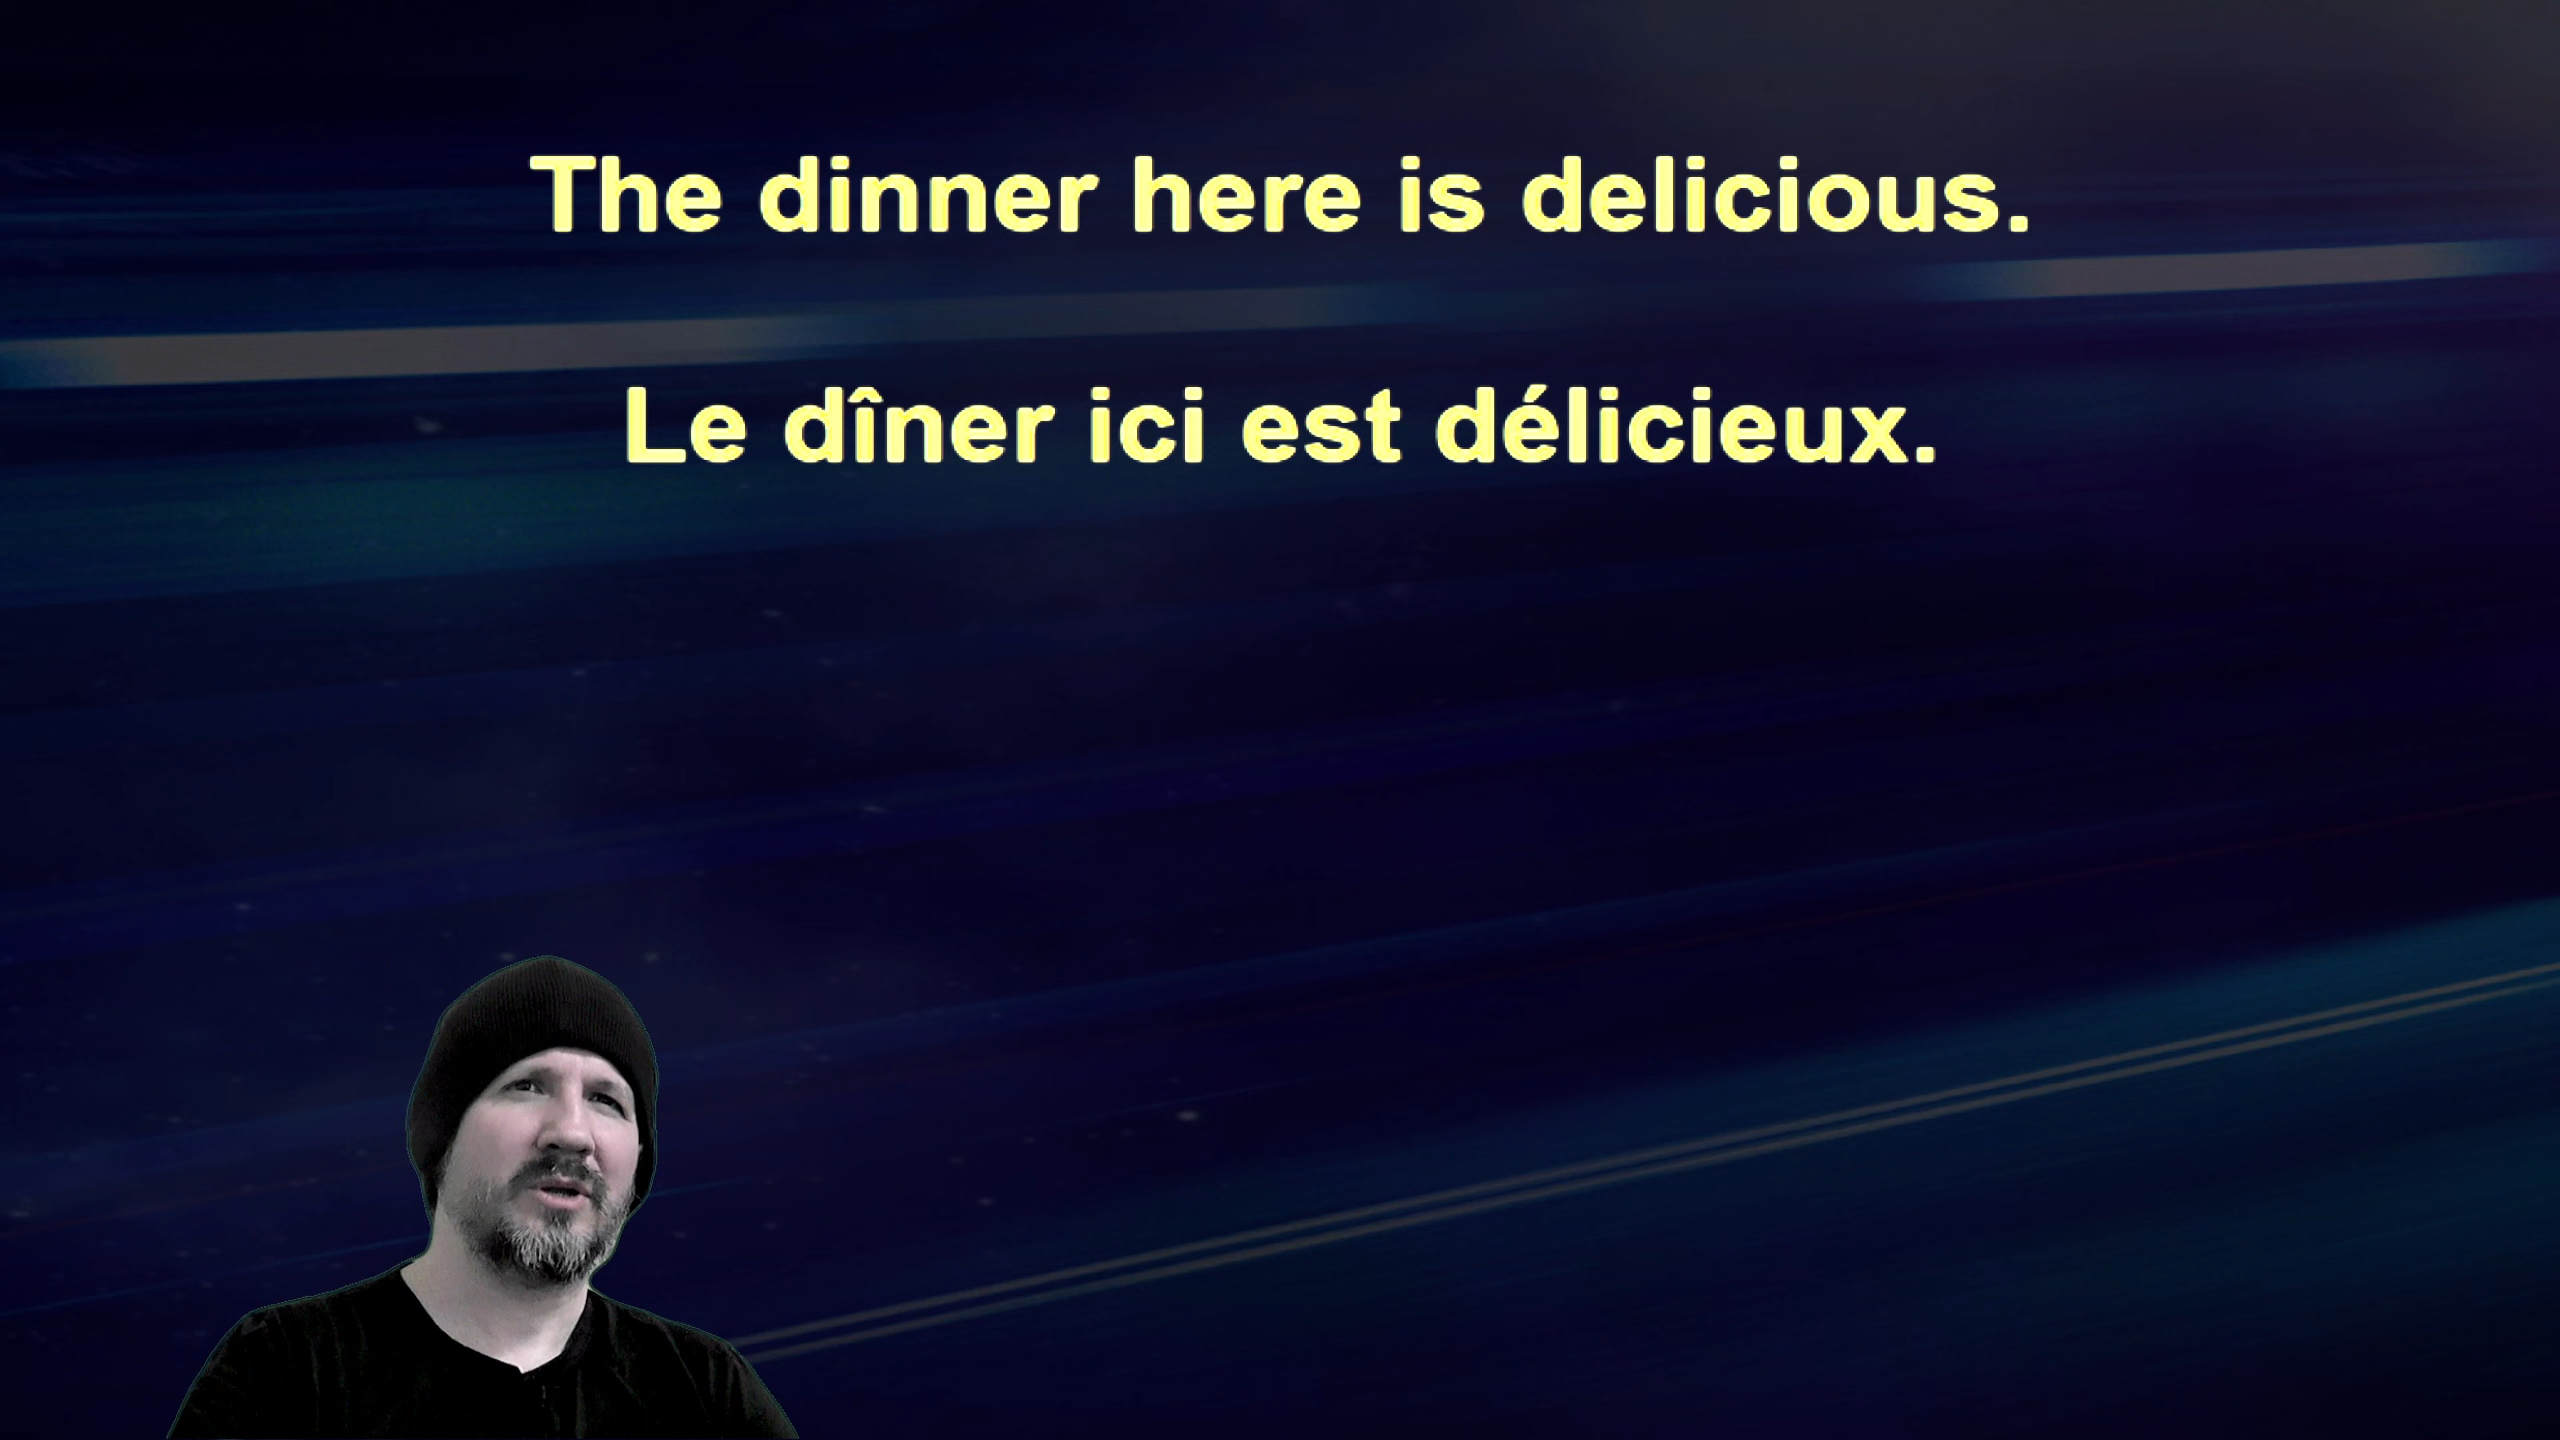 The dinner here is delicious.
Le dîner ici est délicieux.